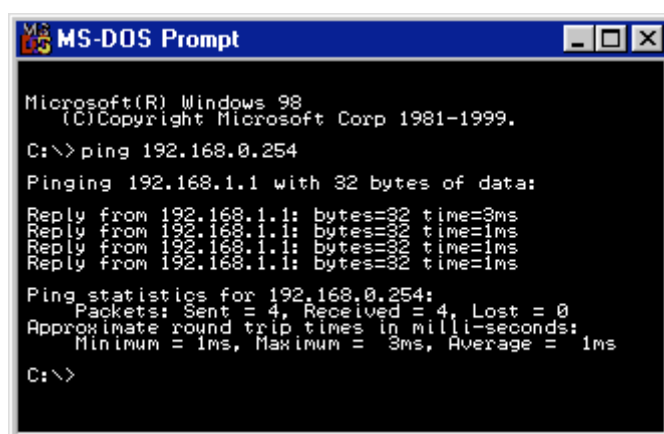 MS-DOS Prompt
Microsoft(R) Windows 98
(C)Copyright Microsoft Corp 1981-1999.
C:\>ping 192.168.0.254
Pinging 192.168.1.1 with 32 bytes of data:
Reply from 192.168.1.1: bytes=32 time=3ms
Reply from 192.168.1.1: bytes=32 time=1ms
Reply from 192.168.1.1: bytes=32 time=1ms
Reply from 192.168.1.1: bytes=32 time=1ms
Ping statistics for 192.168.0.254:
Packets: Sent = 4, Received = 4, Lost = 0
Approximate round trip times in milli-seconds:
Minimum = 1ms, Maximum =  3ms, Average =  1ms
C:\>